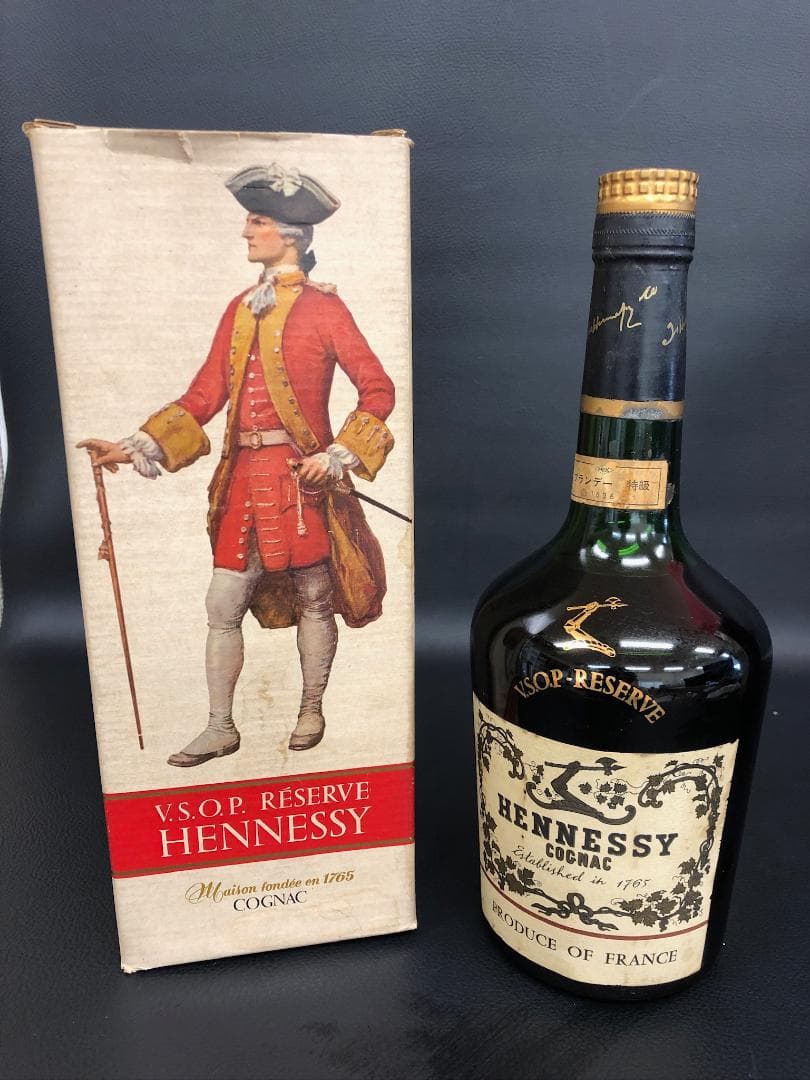 V.S.O.P. RÉSERVE
HENNESSY
Maison fondée en 1765
COGNAC
ブランデー 特級
V.S.O.P-RESERVE
HENNESSY
COGNAC
Established in 1765
PRODUCE OF FRANCE